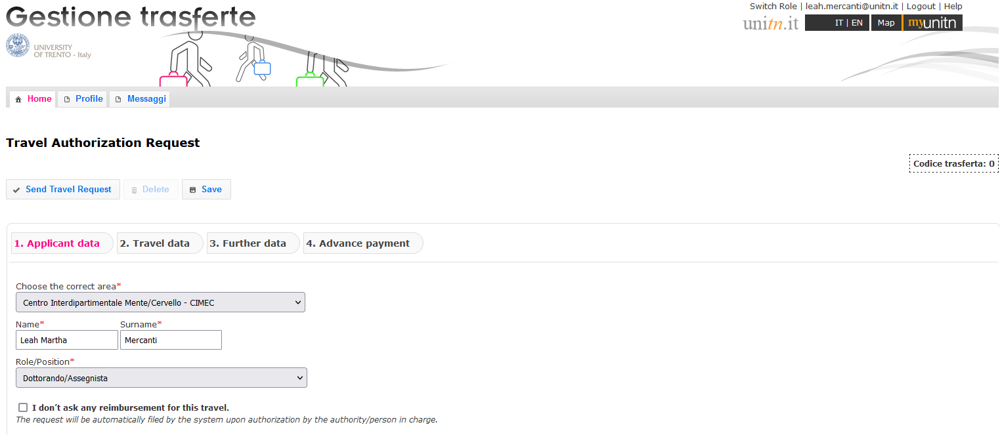 Gestione trasferte
Switch Role | leah.mercanti@unitn.it | Logout | Help
unitn.it
IT | EN
Map
myunitn
UNIVERSITY
OF TRENTO - Italy
Home
Profile
Messaggi
Travel Authorization Request
Codice trasferta: 0
Send Travel Request
Delete
Save
1. Applicant data
2. Travel data
3. Further data
4. Advance payment
Choose the correct area*
Centro Interdipartimentale Mente/Cervello - CIMEC
Name*
Surname*
Leah Martha
Mercanti
Role/Position*
Dottorando/Assegnista
I don’t ask any reimbursement for this travel.
The request will be automatically filed by the system upon authorization by the authority/person in charge.